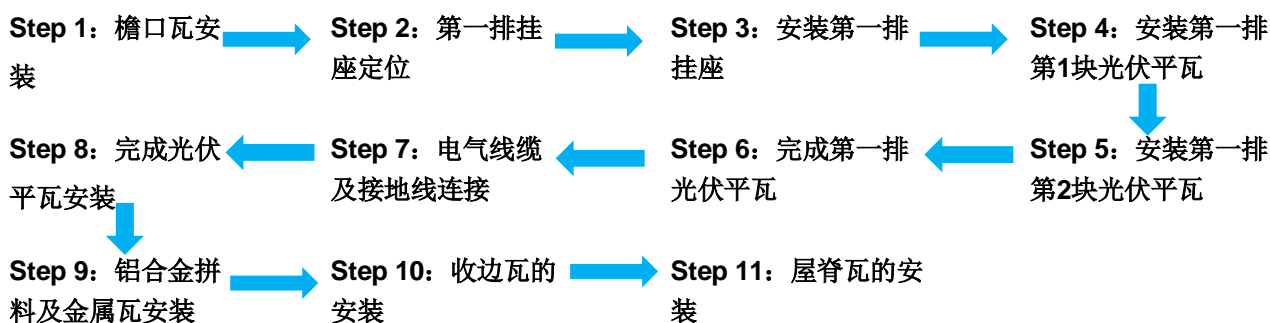 Step 1：檐口瓦安
装
Step 2：第一排挂
座定位
Step 3：安装第一排
挂座
Step 4：安装第一排
第1块光伏平瓦
Step 5：安装第一排
第2块光伏平瓦
Step 6：完成第一排
光伏平瓦
Step 7：电气线缆
及接地线连接
Step 8：完成光伏
平瓦安装
Step 9：铝合金拼
料及金属瓦安装
Step 10：收边瓦的
安装
Step 11：屋脊瓦的安
装